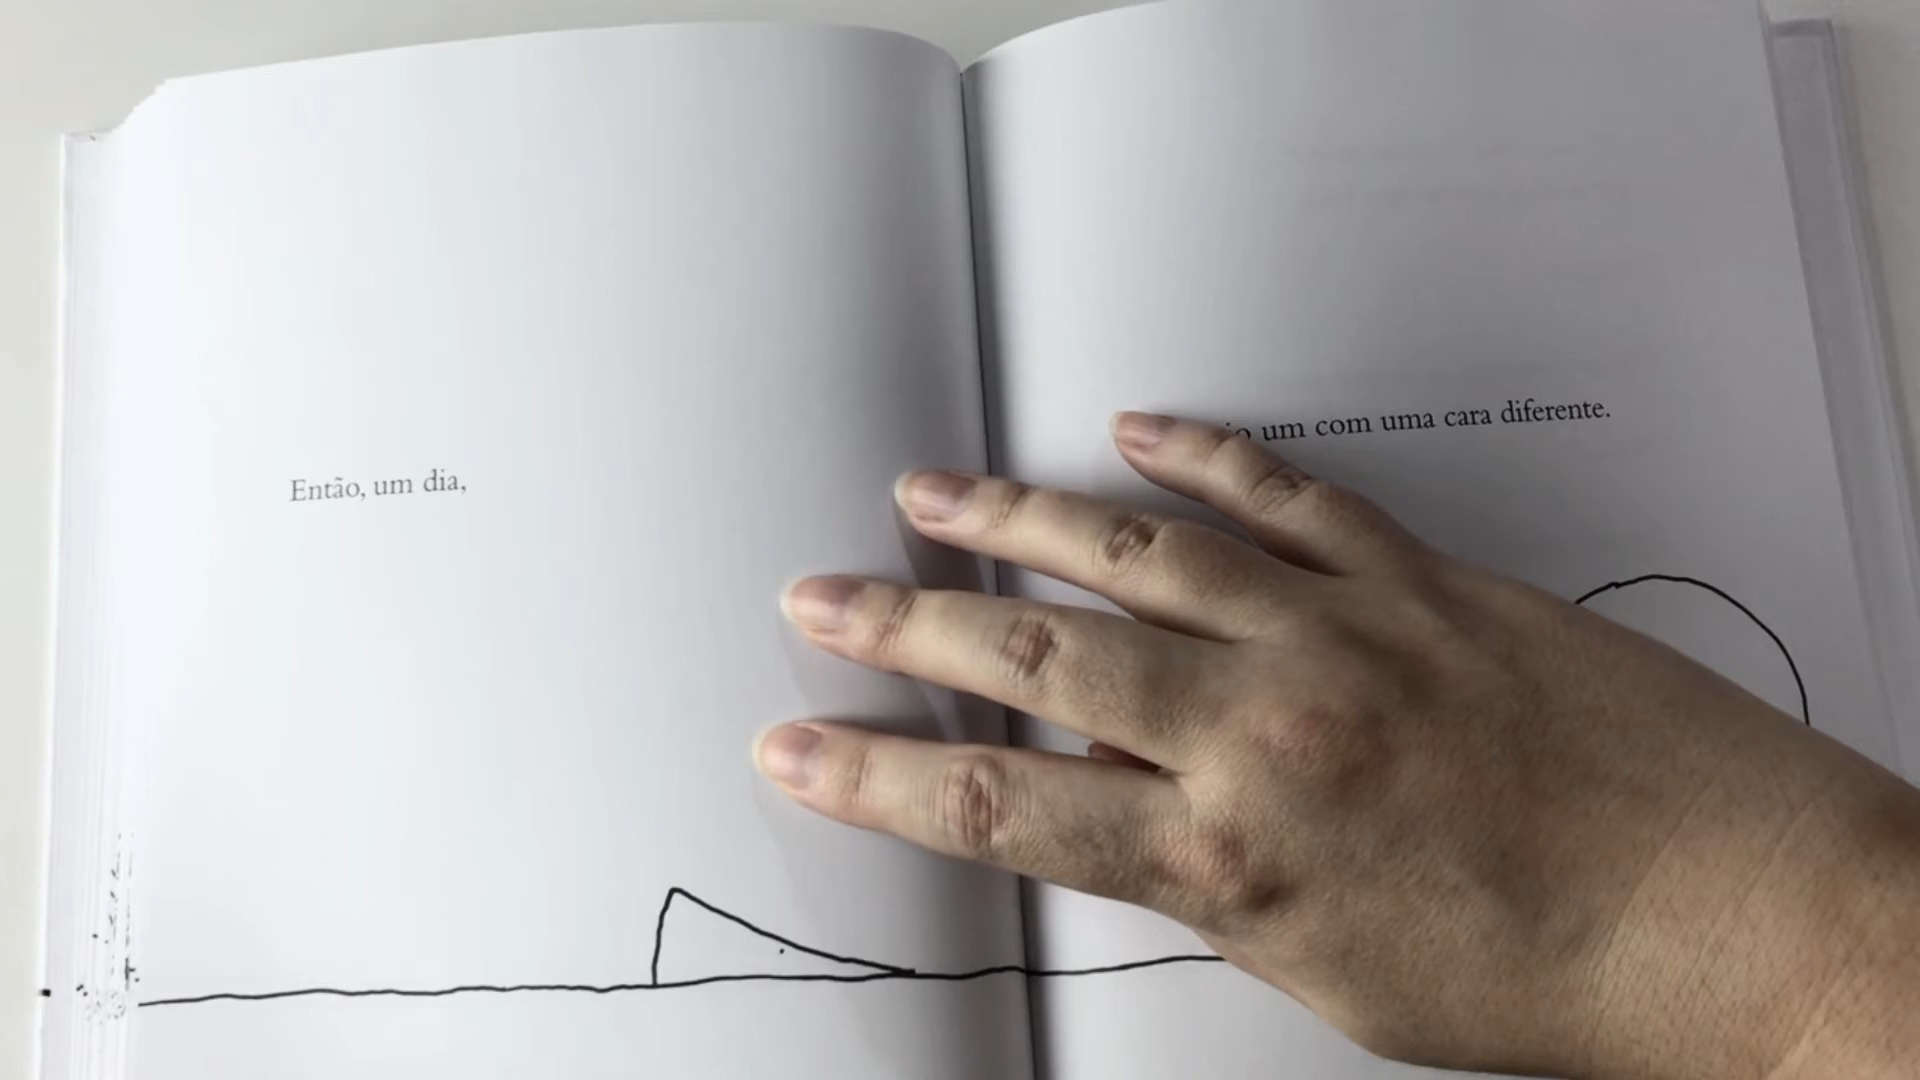 Então, um dia,
um com uma cara diferente.